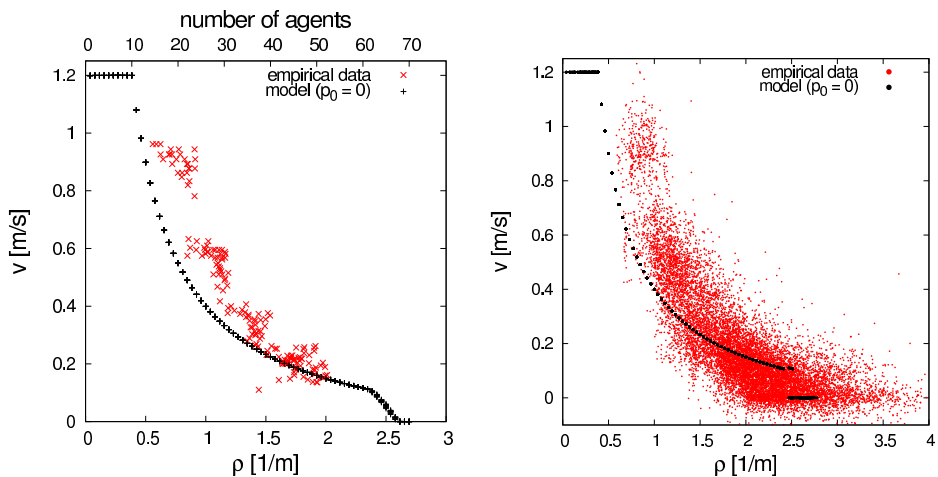 number of agents
0 10 20 30 40 50 60 70
empirical data
model (p0 = 0)
1.2
1
0.8
0.6
0.4
0.2
0
v [m/s]
0 0.5 1 1.5 2 2.5 3
ρ [1/m]
empirical data
model (p0 = 0)
1.2
1
0.8
0.6
0.4
0.2
0
v [m/s]
0 0.5 1 1.5 2 2.5 3 3.5 4
ρ [1/m]